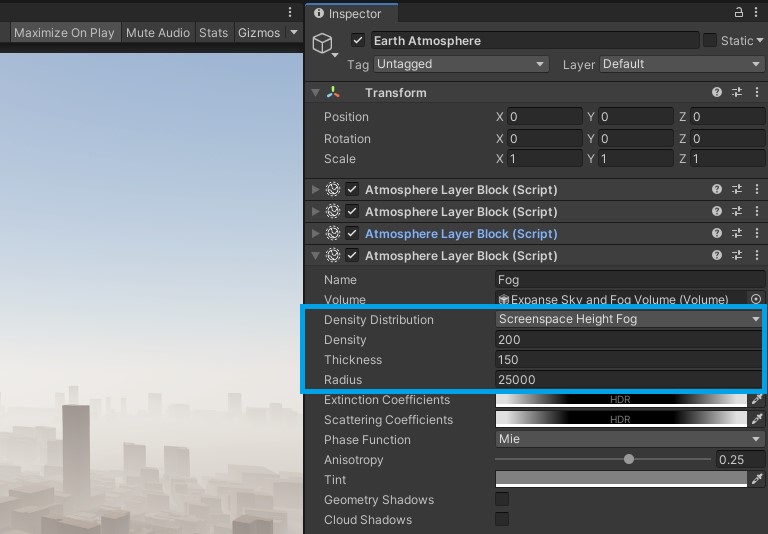 Inspector
Maximize On Play Mute Audio Stats Gizmos
Earth Atmosphere Static
Tag Untagged Layer Default
Transform
Position X 0 Y 0 Z 0
Rotation X 0 Y 0 Z 0
Scale X 1 Y 1 Z 1
Atmosphere Layer Block (Script)
Atmosphere Layer Block (Script)
Atmosphere Layer Block (Script)
Atmosphere Layer Block (Script)
Name Fog
Volume Expanse Sky and Fog Volume (Volume)
Density Distribution Screenspace Height Fog
Density 200
Thickness 150
Radius 25000
Extinction Coefficients HDR
Scattering Coefficients HDR
Phase Function Mie
Anisotropy 0.25
Tint
Geometry Shadows
Cloud Shadows